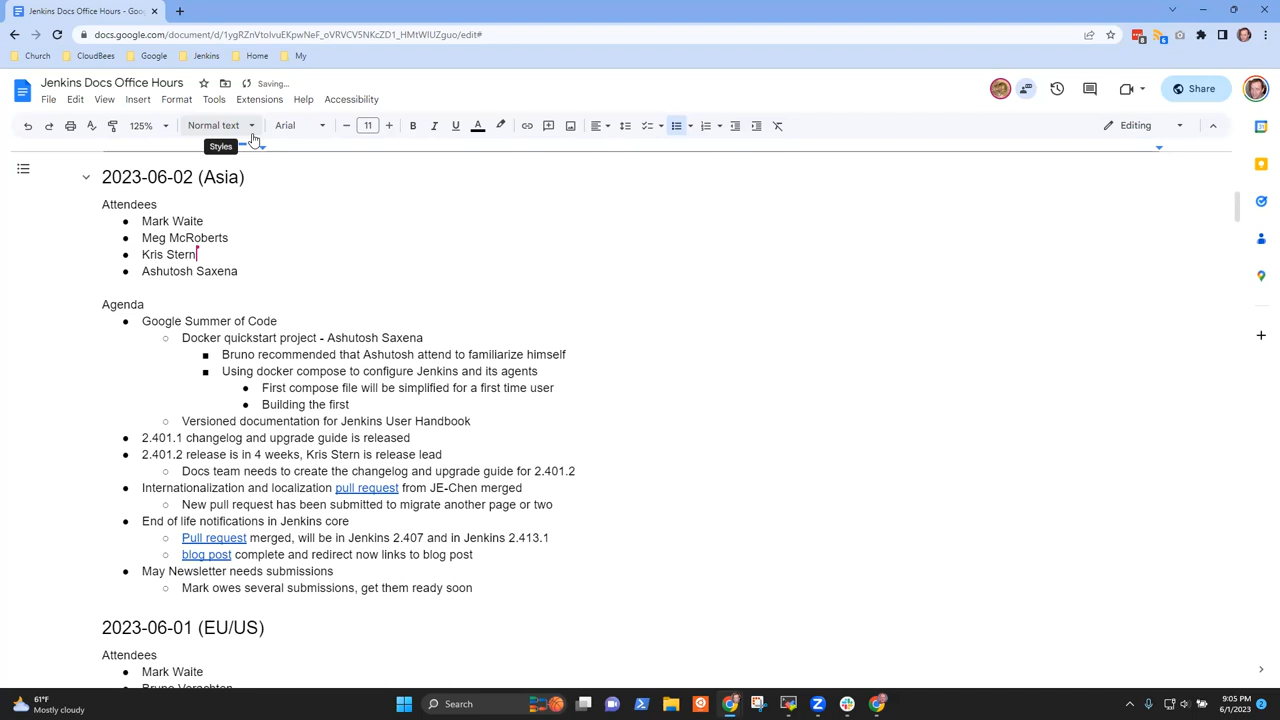 Jenkins Docs Office Hours - Goo
docs.google.com/document/d/1ygRZnVtoIvuEKpwNeF_oVRVCV5NKcZD1_HMtWIUZguo/edit#
Church
CloudBees
Google
Jenkins
Home
My
Jenkins Docs Office Hours
Saving...
File Edit View Insert Format Tools Extensions Help Accessibility
Share
125%
Normal text
Arial
11
Editing
Styles
2023-06-02 (Asia)
Attendees
● Mark Waite
● Meg McRoberts
● Kris Stern
● Ashutosh Saxena
Agenda
● Google Summer of Code
○ Docker quickstart project - Ashutosh Saxena
■ Bruno recommended that Ashutosh attend to familiarize himself
■ Using docker compose to configure Jenkins and its agents
● First compose file will be simplified for a first time user
● Building the first
○ Versioned documentation for Jenkins User Handbook
● 2.401.1 changelog and upgrade guide is released
● 2.401.2 release is in 4 weeks, Kris Stern is release lead
○ Docs team needs to create the changelog and upgrade guide for 2.401.2
● Internationalization and localization pull request from JE-Chen merged
○ New pull request has been submitted to migrate another page or two
● End of life notifications in Jenkins core
○ Pull request merged, will be in Jenkins 2.407 and in Jenkins 2.413.1
○ blog post complete and redirect now links to blog post
● May Newsletter needs submissions
○ Mark owes several submissions, get them ready soon
2023-06-01 (EU/US)
Attendees
● Mark Waite
61°F
Mostly cloudy
Search
9:05 PM
6/1/2023